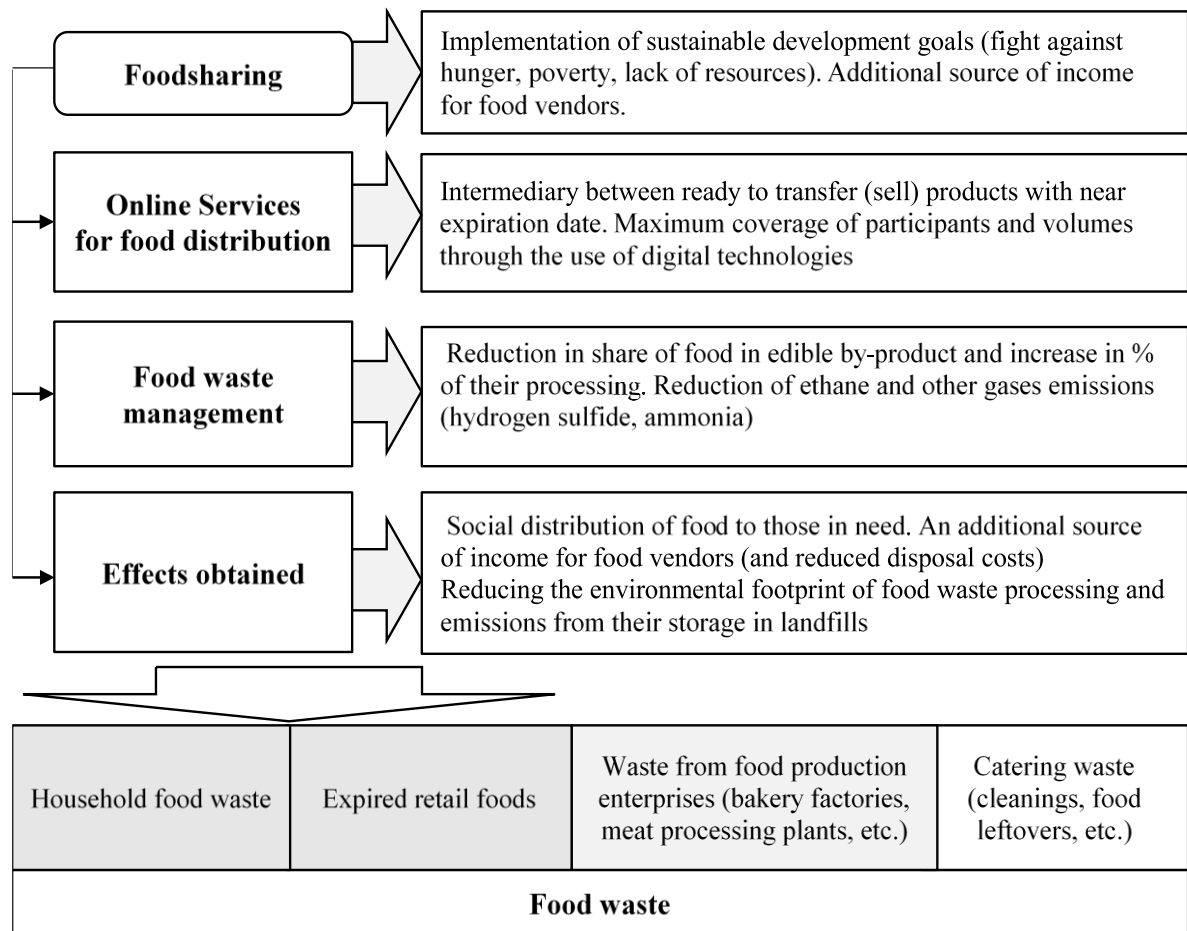 Foodsharing
Implementation of sustainable development goals (fight against
hunger, poverty, lack of resources). Additional source of income
for food vendors.
Online Services
for food distribution
Intermediary between ready to transfer (sell) products with near
expiration date. Maximum coverage of participants and volumes
through the use of digital technologies
Food waste
management
Reduction in share of food in edible by-product and increase in %
of their processing. Reduction of ethane and other gases emissions
(hydrogen sulfide, ammonia)
Effects obtained
Social distribution of food to those in need. An additional source
of income for food vendors (and reduced disposal costs)
Reducing the environmental footprint of food waste processing and
emissions from their storage in landfills
Household food waste
Expired retail foods
Waste from food production
enterprises (bakery factories,
meat processing plants, etc.)
Catering waste
(cleanings, food
leftovers, etc.)
Food waste